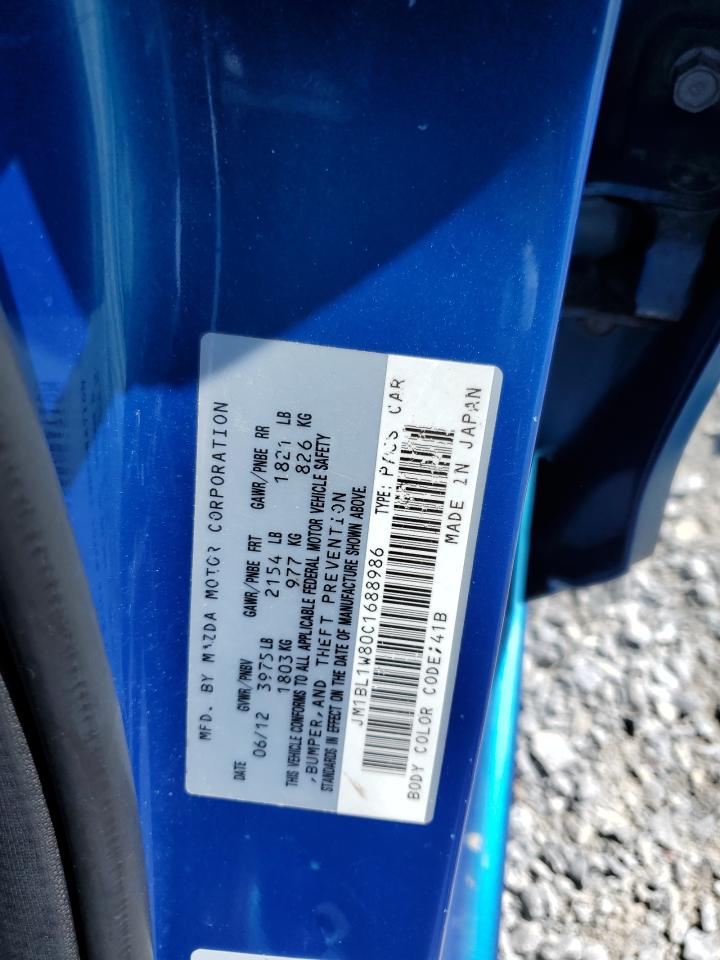 MFD. BY MAZDA MOTOR CORPORATION
DATE GVWR/PNBV GAWR/PNBE FRT GAWR/PNBE RR
06/12 3975LB 2154 LB 1821 LB
1803KG 977 KG 826 KG
THIS VEHICLE CONFORMS TO ALL APPLICABLE FEDERAL MOTOR VEHICLE SAFETY
,BUMPER,AND THEFT PREVENTION
STANDARDS IN EFFECT ON THE DATE OF MANUFACTURE SHOWN ABOVE.
JM1BL1W80C1688986 TYPE: PASS CAR
BODY COLOR CODE:41B MADE IN JAPAN